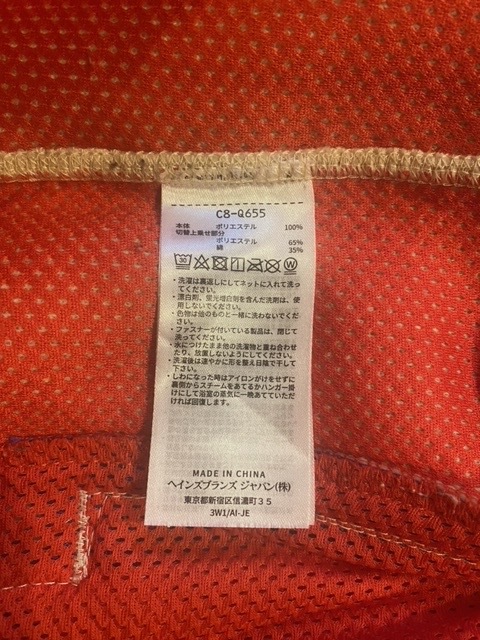 C8-Q655
本体 ポリエステル 100%
切替上乗せ部分
ポリエステル 65%
綿 35%
30
W
・洗濯は裏返しにしてネットに入れて洗っ
てください。
・漂白剤、蛍光増白剤を含んだ洗剤は、使
用しないでください。
・色物は他のものと一緒に洗わないでくだ
さい。
・ファスナーが付いている製品は、閉じて
洗ってください。
・水につけたまま他の洗濯物と重ね合わせ
たり、放置しないようにしてください。
・洗濯後は速やかに形を整え日陰で干して
下さい。
・しわになった時はアイロンがけをせずに
裏側からスチームをあてるかハンガー掛
けにして浴室の蒸気に一晩あてていただ
ければ回復します。
MADE IN CHINA
ヘインズブランズ ジャパン(株)
東京都新宿区信濃町35
3W1/AI-JE